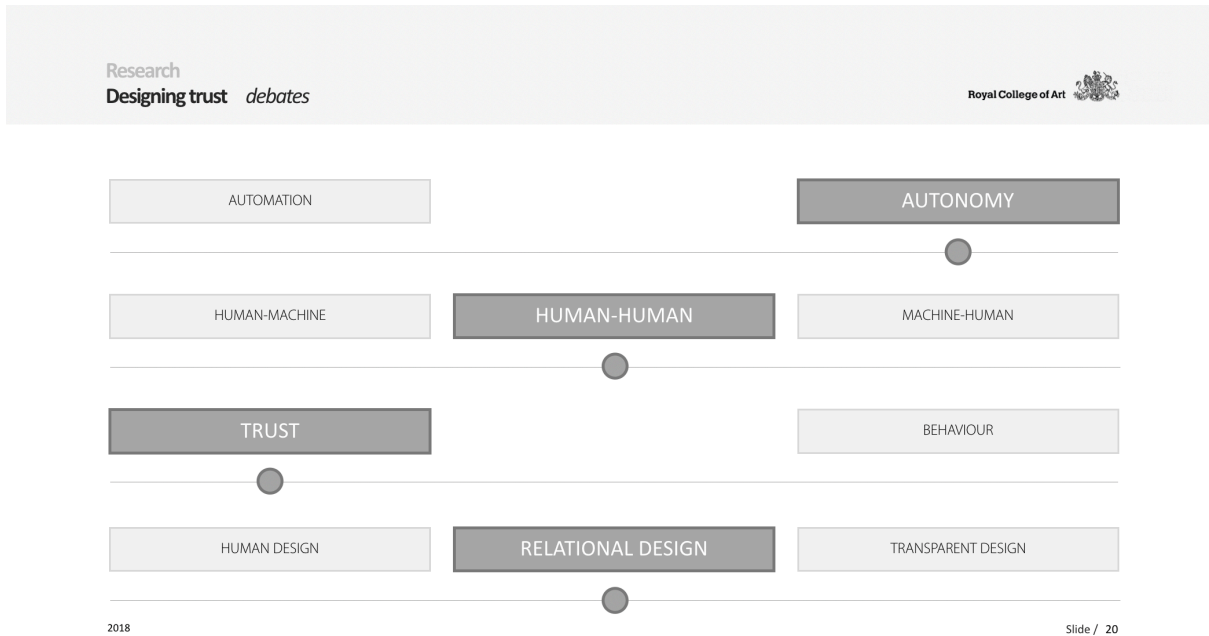 Research
Designing trust debates
Royal College of Art
AUTOMATION
AUTONOMY
HUMAN-MACHINE
HUMAN-HUMAN
MACHINE-HUMAN
TRUST
BEHAVIOUR
HUMAN DESIGN
RELATIONAL DESIGN
TRANSPARENT DESIGN
2018
Slide / 20